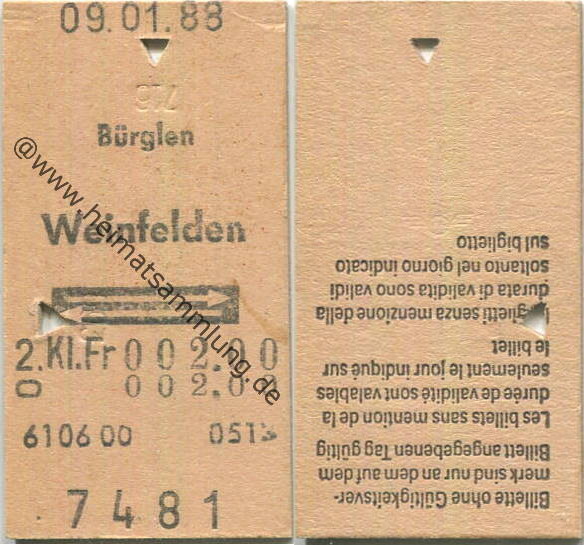 09.01.88
Bürglen
Weinfelden
2.Kl.Fr 002.00
0 002.00
6106 00 0513
7481
@www.heimatsammlung.de
Billette ohne Gültigkeitsver-
merk sind nur an dem auf dem
Billett angegebenen Tag gültig
Les billets sans mention de la
durée de validité sont valables
seulement le jour indiqué sur
le billet
biglietti senza menzione della
durata di validita sono validi
soltanto nel giorno indicato
sul biglietto